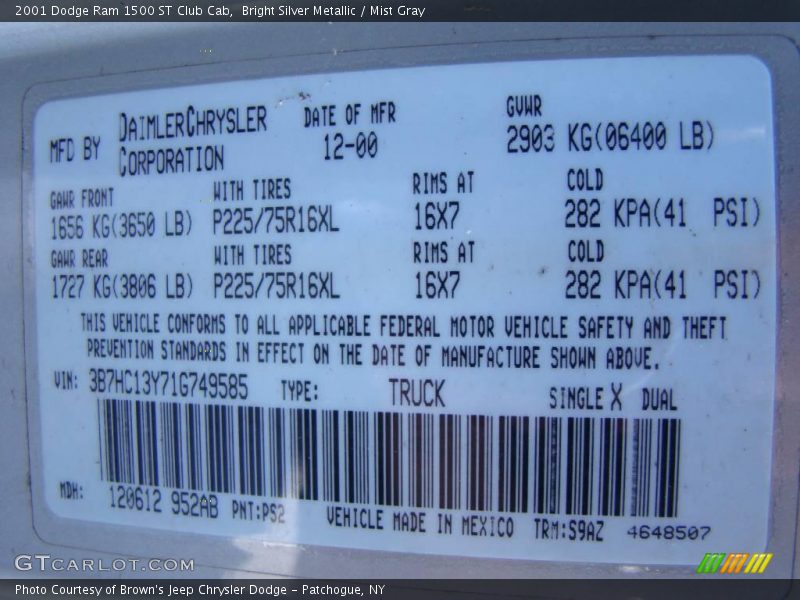 2001 Dodge Ram 1500 ST Club Cab, Bright Silver Metallic / Mist Gray
MFD BY DAIMLERCHRYSLER CORPORATION
DATE OF MFR 12-00
GVWR 2903 KG(06400 LB)
GAWR FRONT WITH TIRES RIMS AT COLD
1656 KG(3650 LB) P225/75R16XL 16X7 282 KPA(41 PSI)
GAWR REAR WITH TIRES RIMS AT COLD
1727 KG(3806 LB) P225/75R16XL 16X7 282 KPA(41 PSI)
THIS VEHICLE CONFORMS TO ALL APPLICABLE FEDERAL MOTOR VEHICLE SAFETY AND THEFT
PREVENTION STANDARDS IN EFFECT ON THE DATE OF MANUFACTURE SHOWN ABOVE.
VIN: 3B7HC13Y71G749585 TYPE: TRUCK SINGLE X DUAL
MDH: 120612 952AB PNT:PS2 VEHICLE MADE IN MEXICO TRM:S9AZ 4648507
GTCARLOT.COM
Photo Courtesy of Brown's Jeep Chrysler Dodge - Patchogue, NY